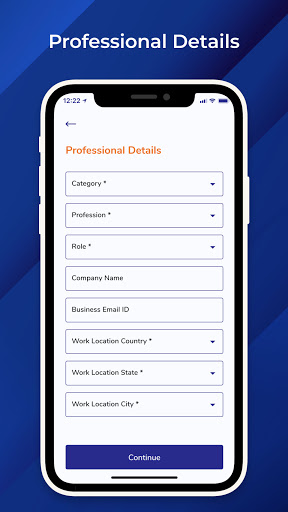 Professional Details
12:22
Professional Details
Category *
Profession *
Role *
Company Name
Business Email ID
Work Location Country *
Work Location State *
Work Location City *
Continue